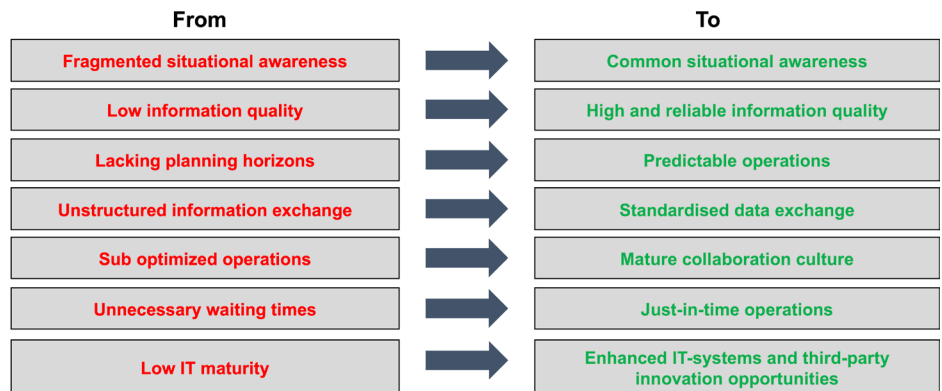 From To
Fragmented situational awareness Common situational awareness
Low information quality High and reliable information quality
Lacking planning horizons Predictable operations
Unstructured information exchange Standardised data exchange
Sub optimized operations Mature collaboration culture
Unnecessary waiting times Just-in-time operations
Low IT maturity Enhanced IT-systems and third-party
innovation opportunities